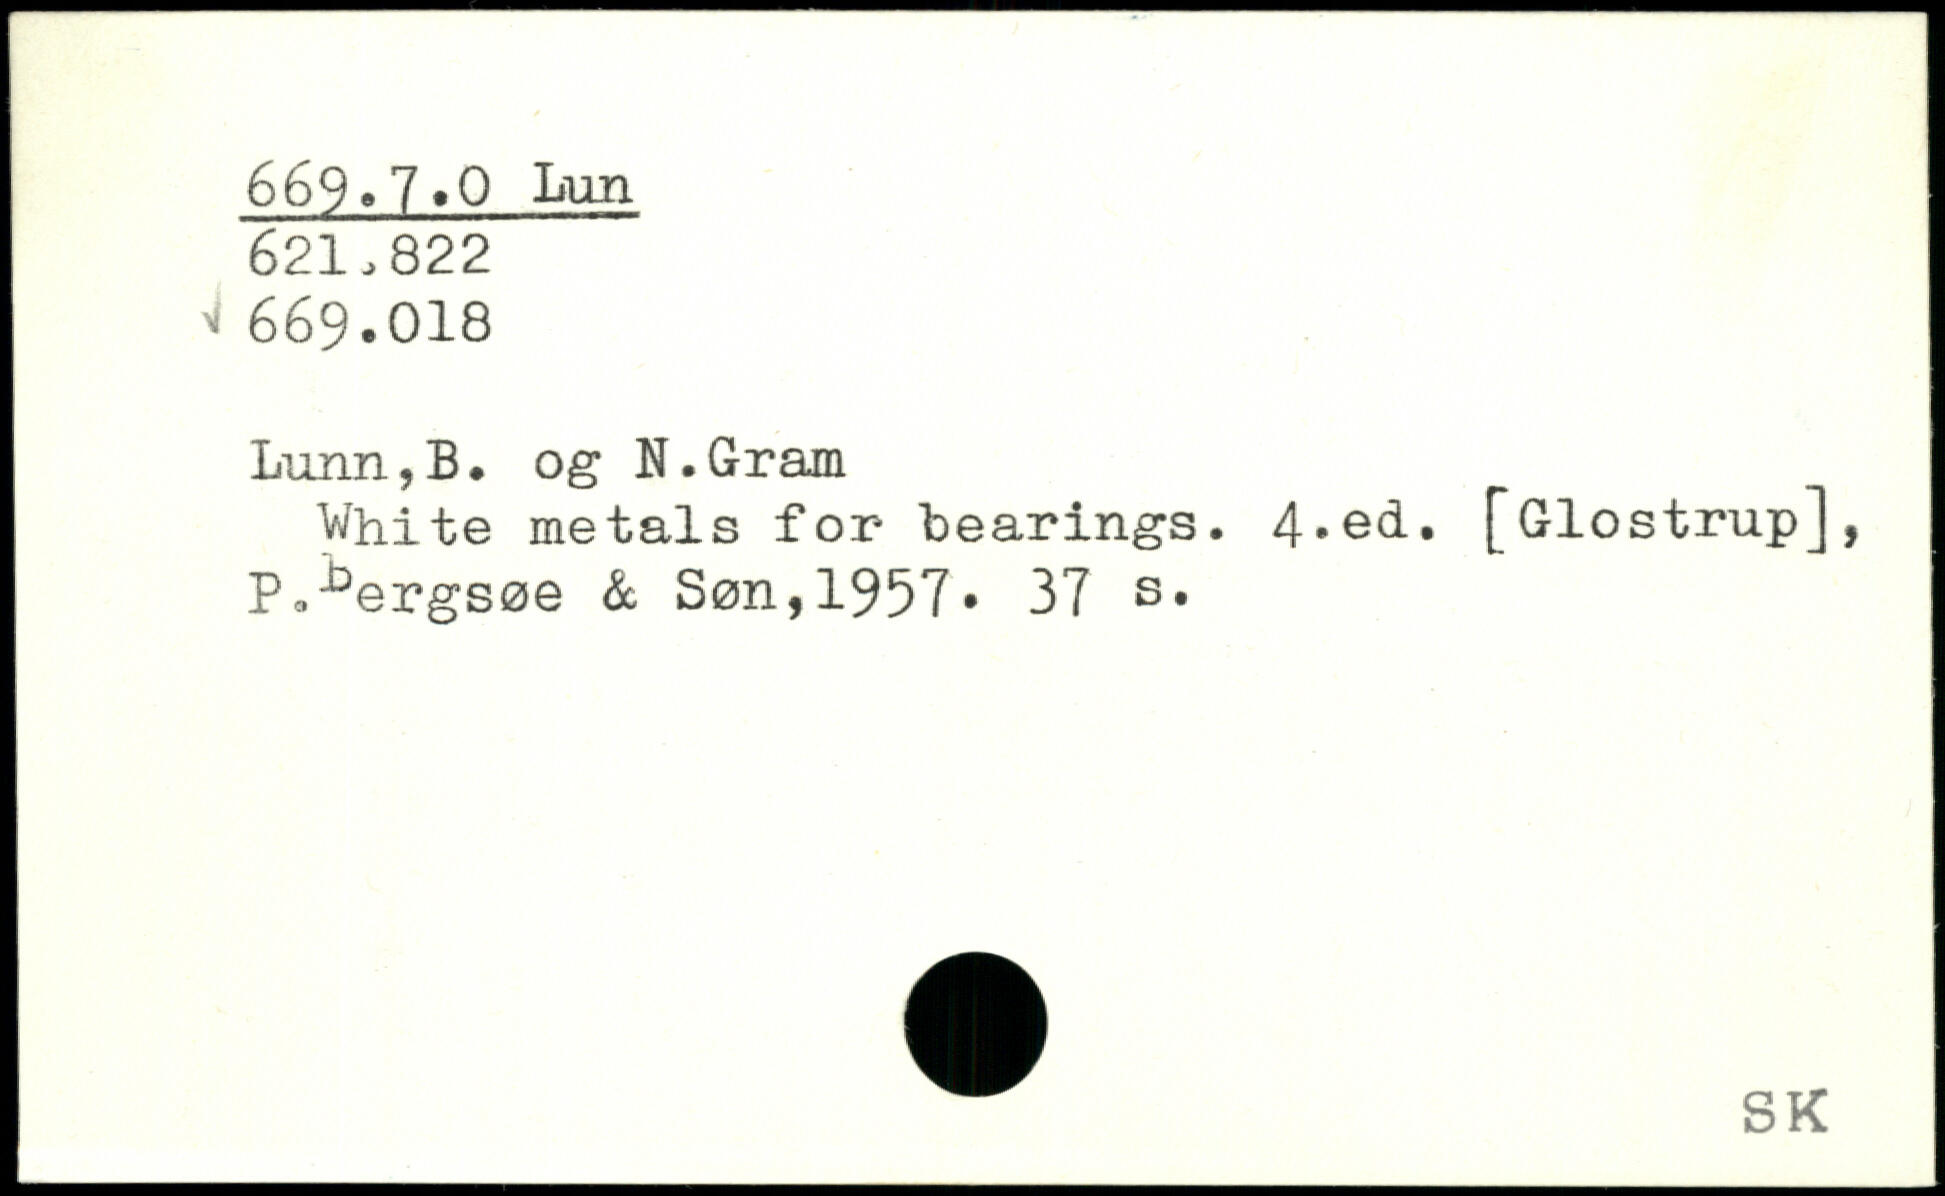 669.7.0 Lun
621.822
✓ 669.018
Lunn,B. og N.Gram
White metals for bearings. 4.ed. [Glostrup],
P.Bergsøe & Søn,1957. 37 s.
SK